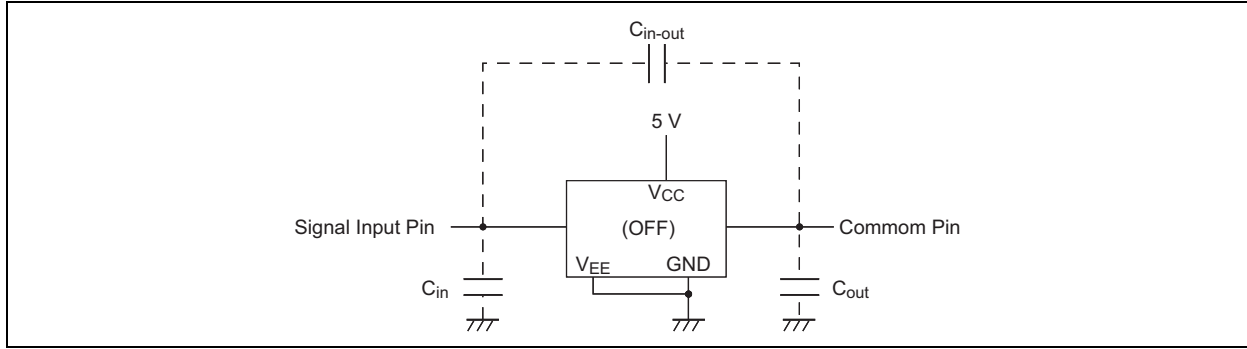 Cin-out
5 V
VCC
Signal Input Pin
(OFF)
Commom Pin
VEE
GND
Cin
Cout